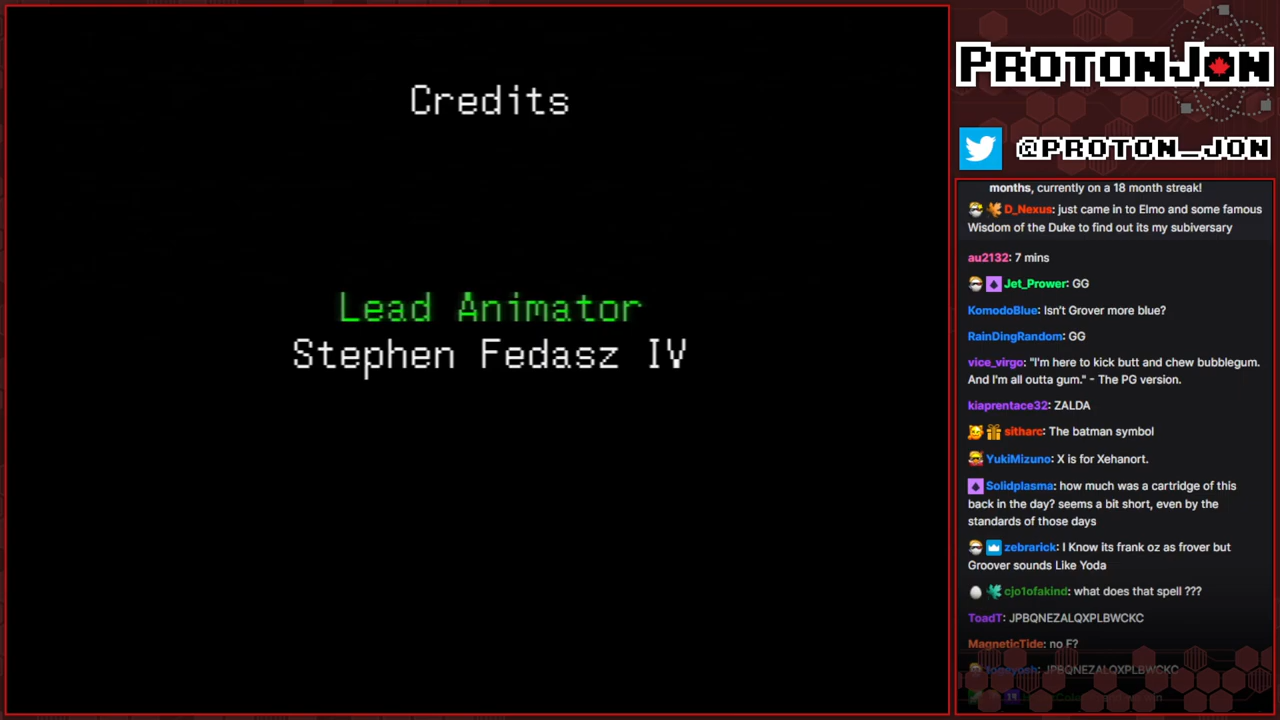 Credits
Lead Animator
Stephen Fedasz IV
PROTONJON
@PROTON_JON
months, currently on a 18 month streak!
D_Nexus: just came in to Elmo and some famous
Wisdom of the Duke to find out its my subiversary
au2132: 7 mins
Jet_Prower: GG
KomodoBlue: Isn't Grover more blue?
RainDingRandom: GG
vice_virgo: "I'm here to kick butt and chew bubblegum.
And I'm all outta gum." - The PG version.
kiaprentace32: ZALDA
sitharc: The batman symbol
YukiMizuno: X is for Xehanort.
Solidplasma: how much was a cartridge of this
back in the day? seems a bit short, even by the
standards of those days
zebrarick: I Know its frank oz as frover but
Groover sounds Like Yoda
cjo1ofakind: what does that spell ???
ToadT: JPBQNEZALQXPLBWCKC
MagneticTide: no F?
JPBQNEZALQXPLBWCKC